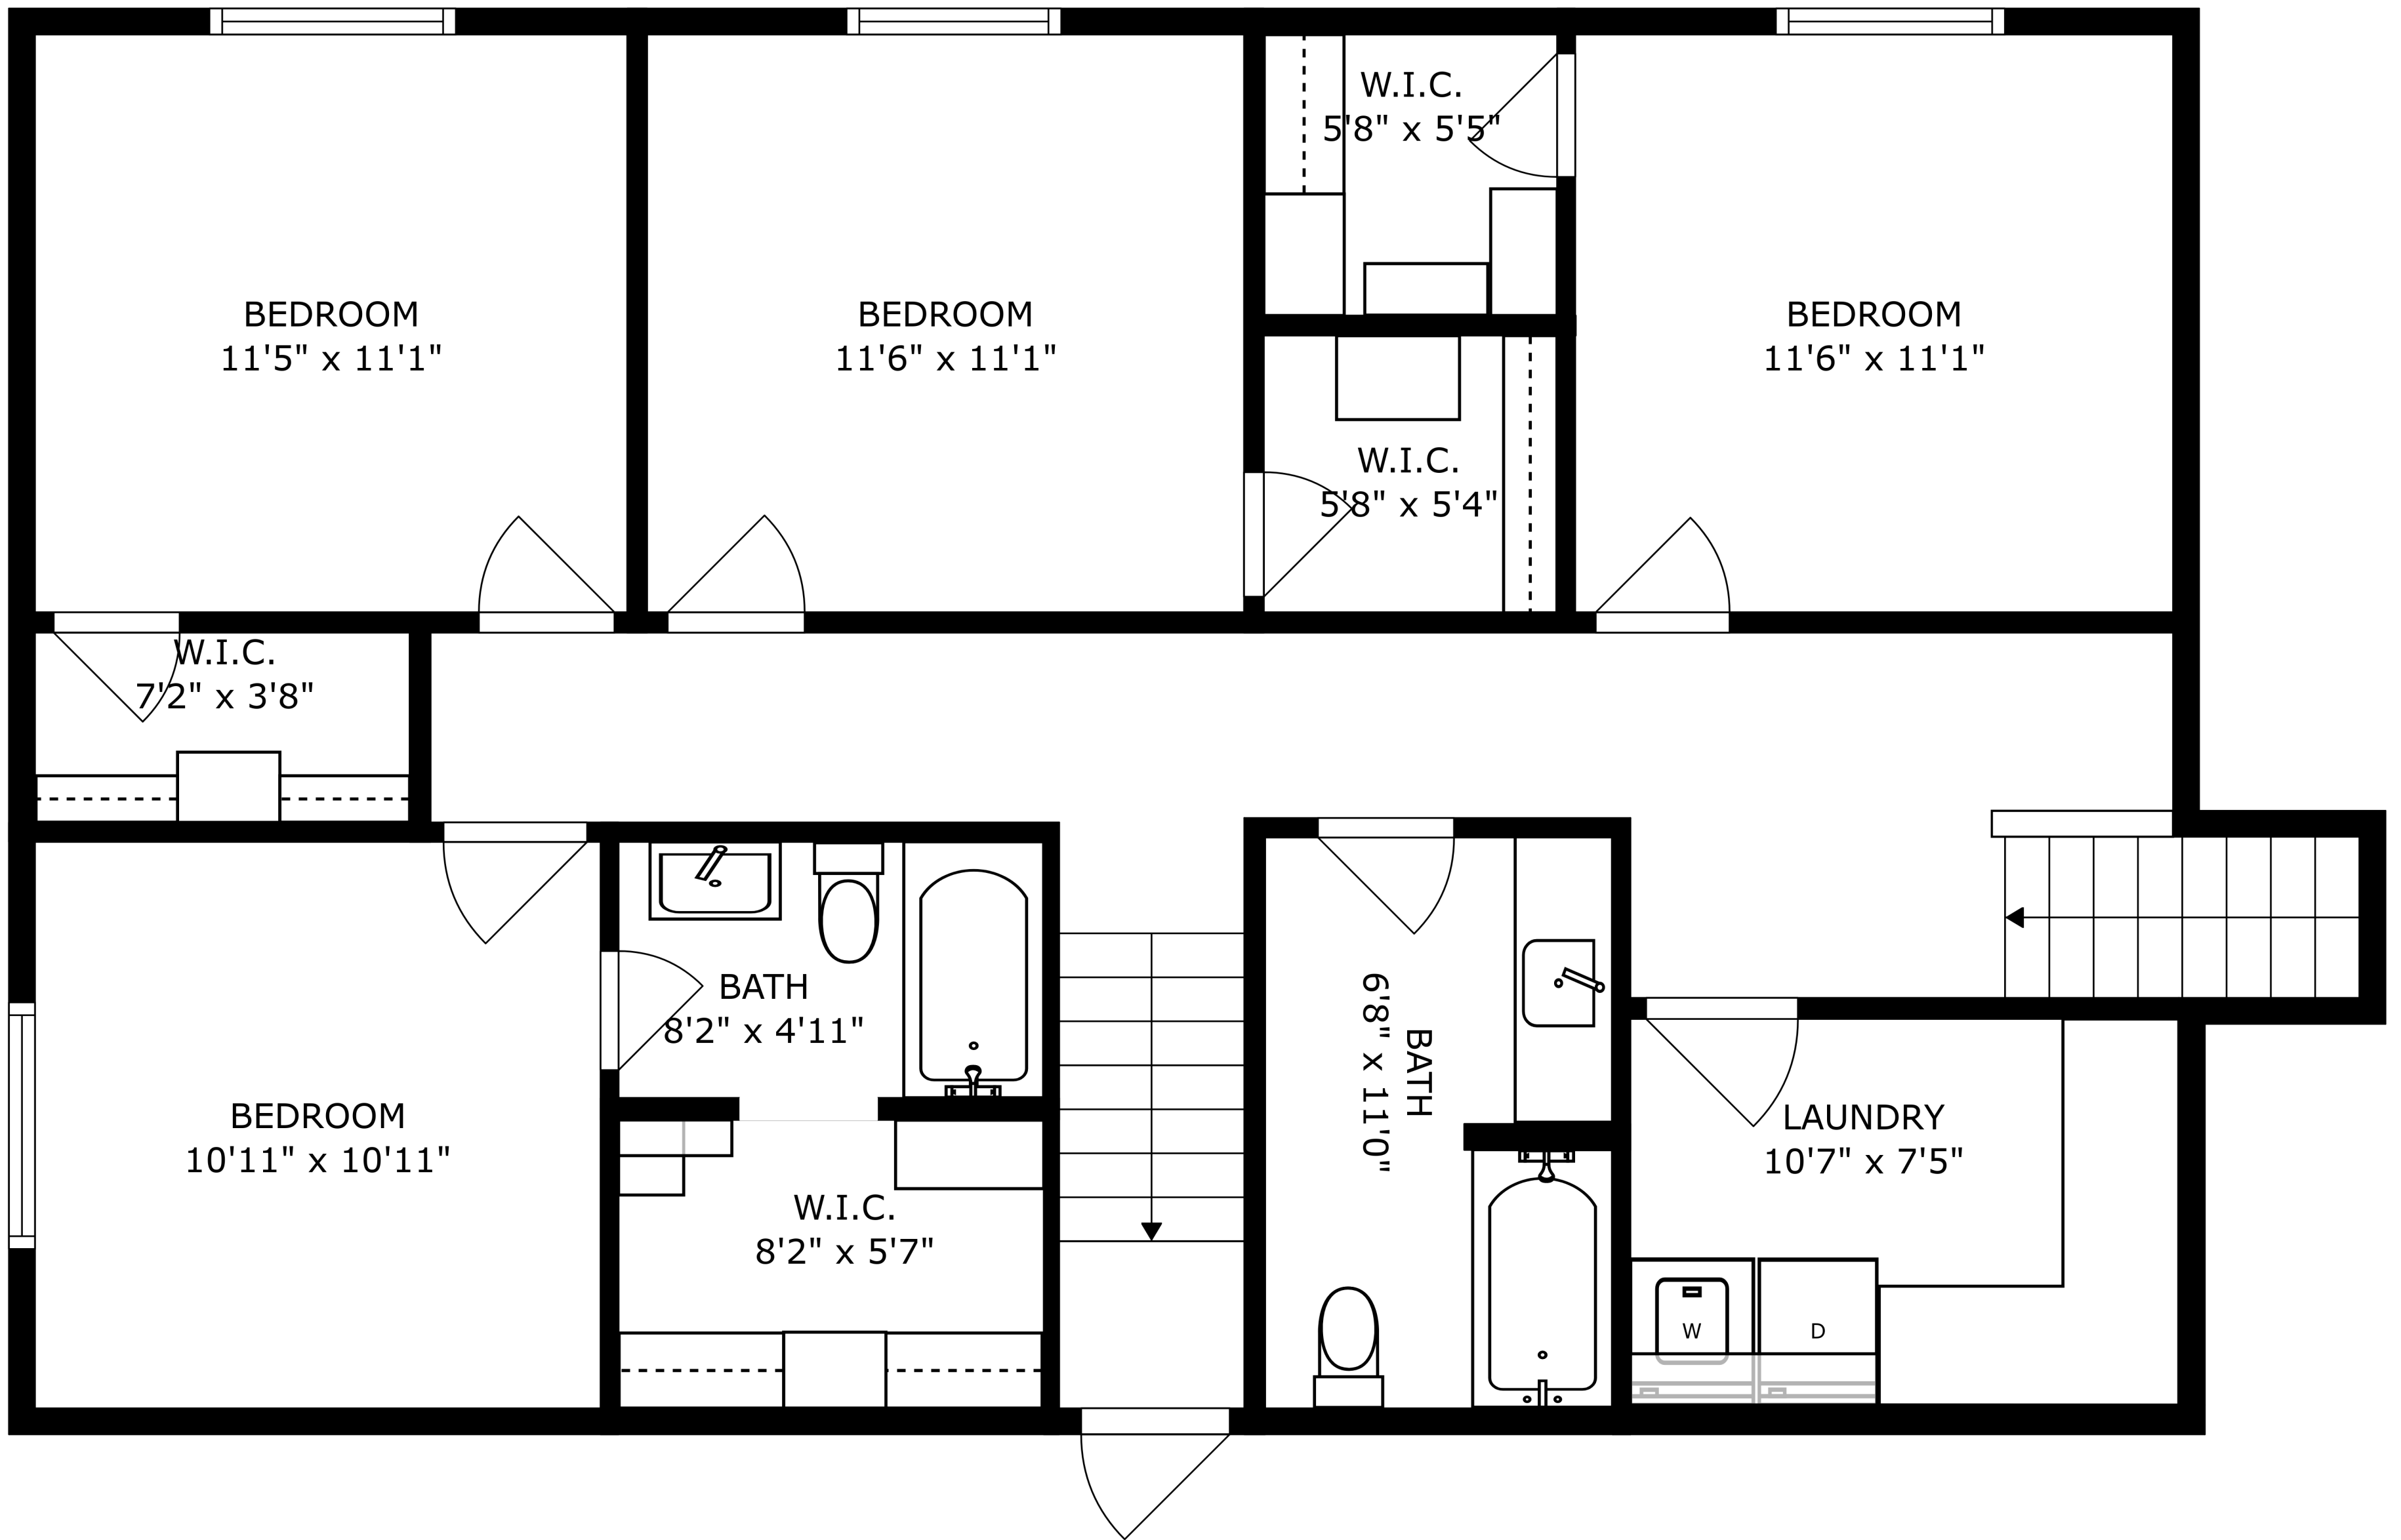 W.I.C.
5'8" x 5'5"
BEDROOM
11'5" x 11'1"
BEDROOM
11'6" x 11'1"
BEDROOM
11'6" x 11'1"
W.I.C.
5'8" x 5'4"
W.I.C.
7'2" x 3'8"
BATH
8'2" x 4'11"
BATH
6'8" x 11'0"
BEDROOM
10'11" x 10'11"
LAUNDRY
10'7" x 7'5"
W.I.C.
8'2" x 5'7"
W
D